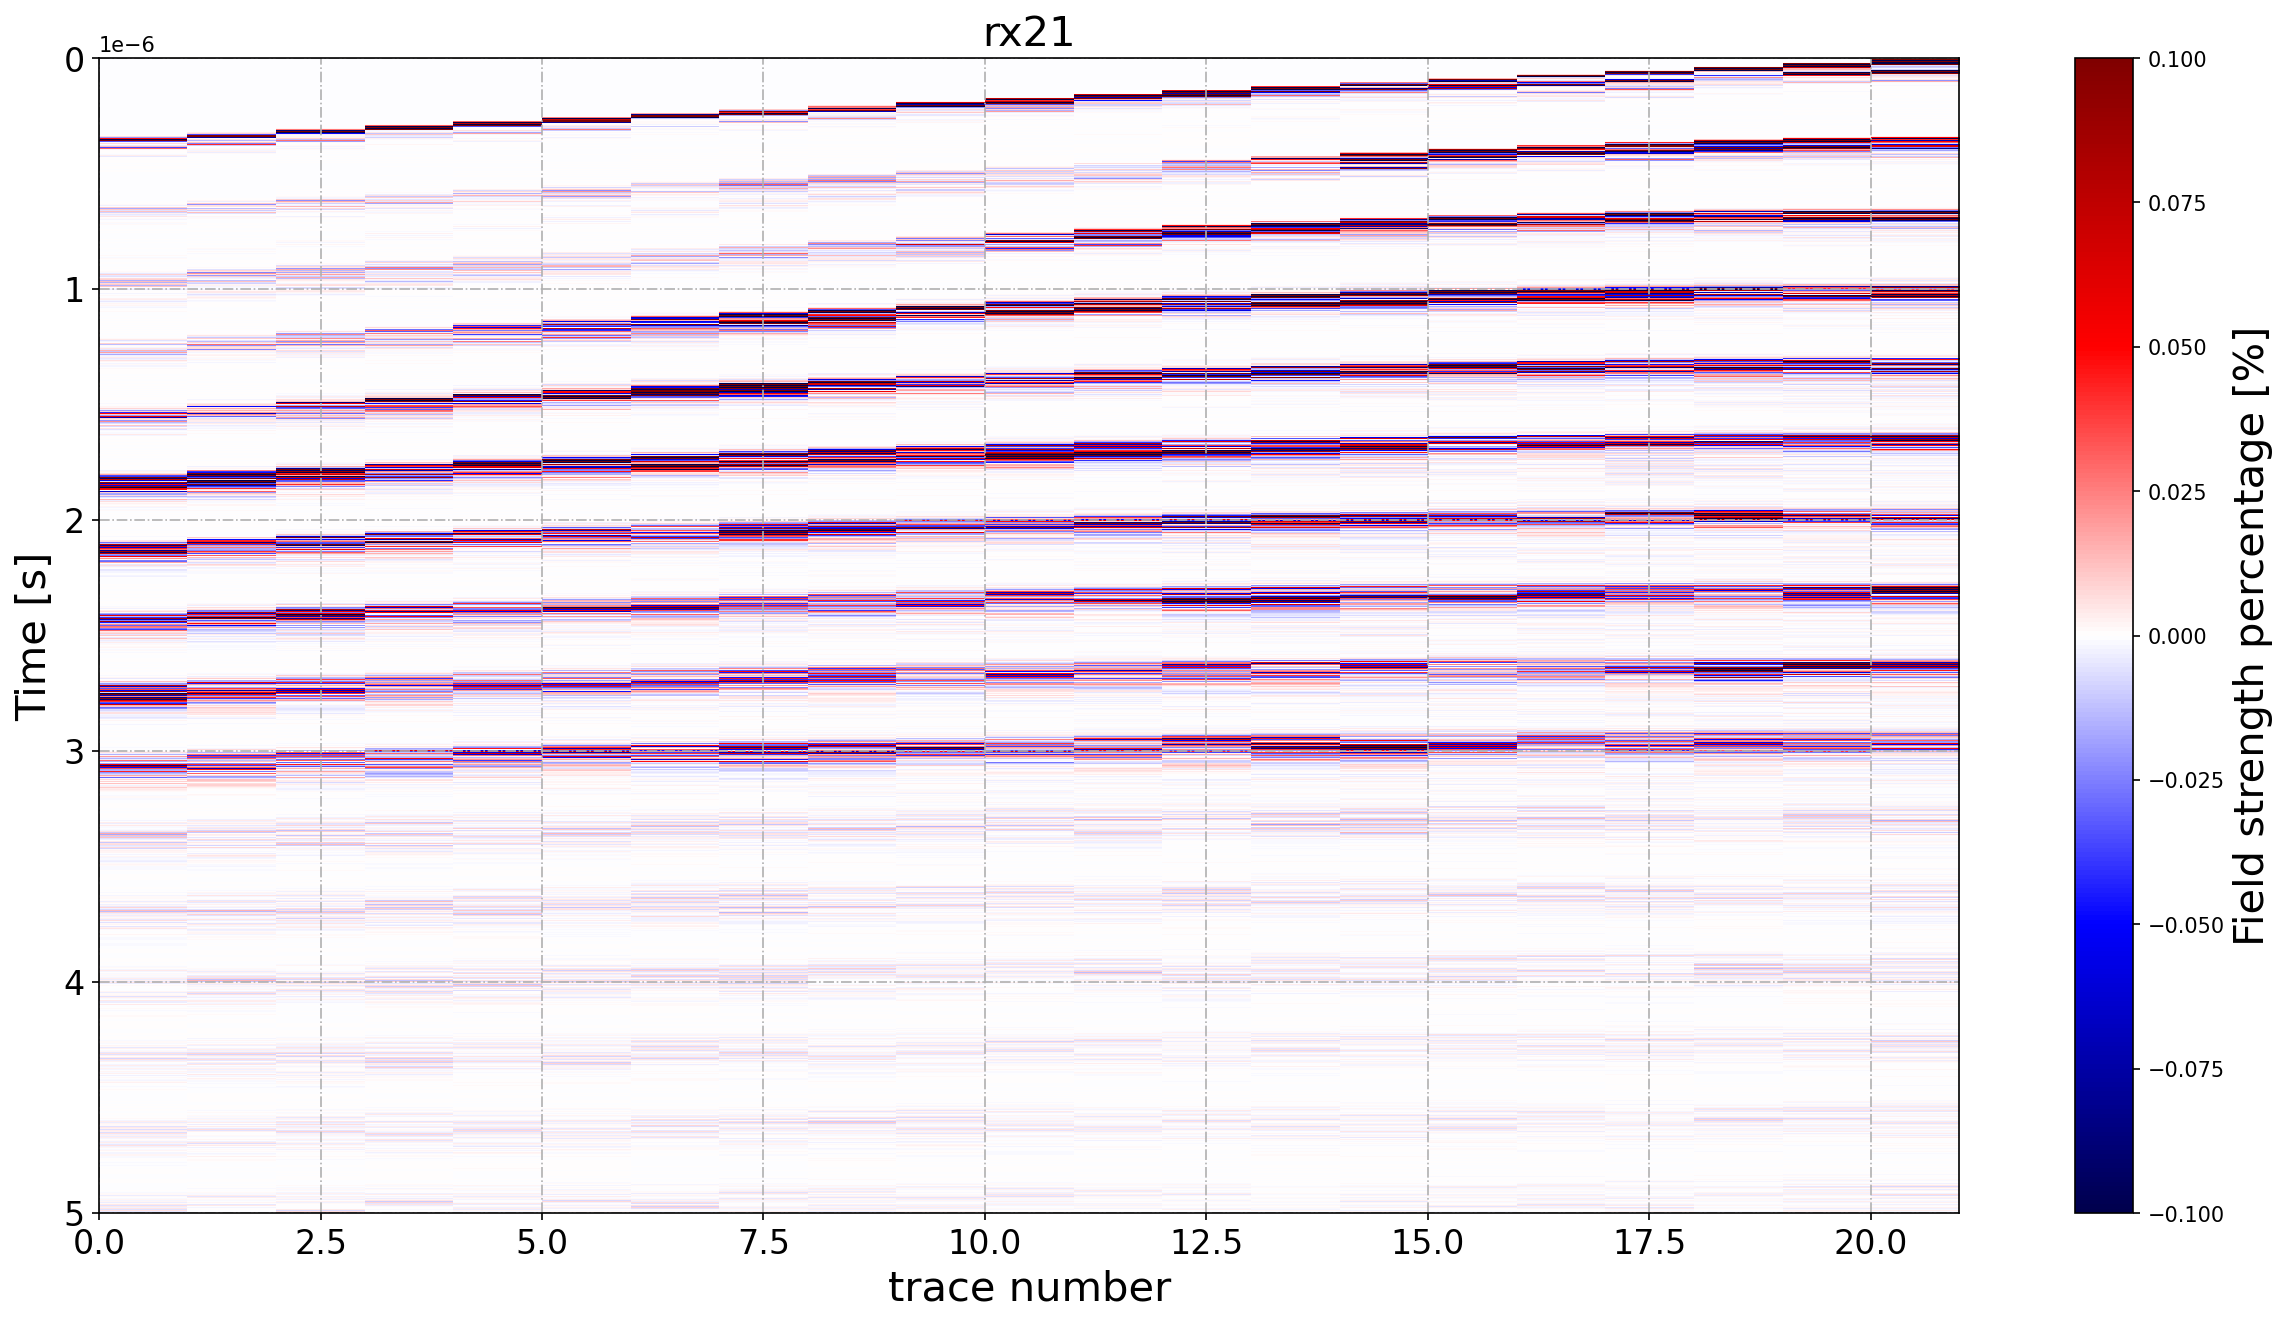 rx21
1e−6
0
1
2
3
4
5
Time [s]
0.0 2.5 5.0 7.5 10.0 12.5 15.0 17.5 20.0
trace number
0.100
0.075
0.050
0.025
0.000
−0.025
−0.050
−0.075
−0.100
Field strength percentage [%]